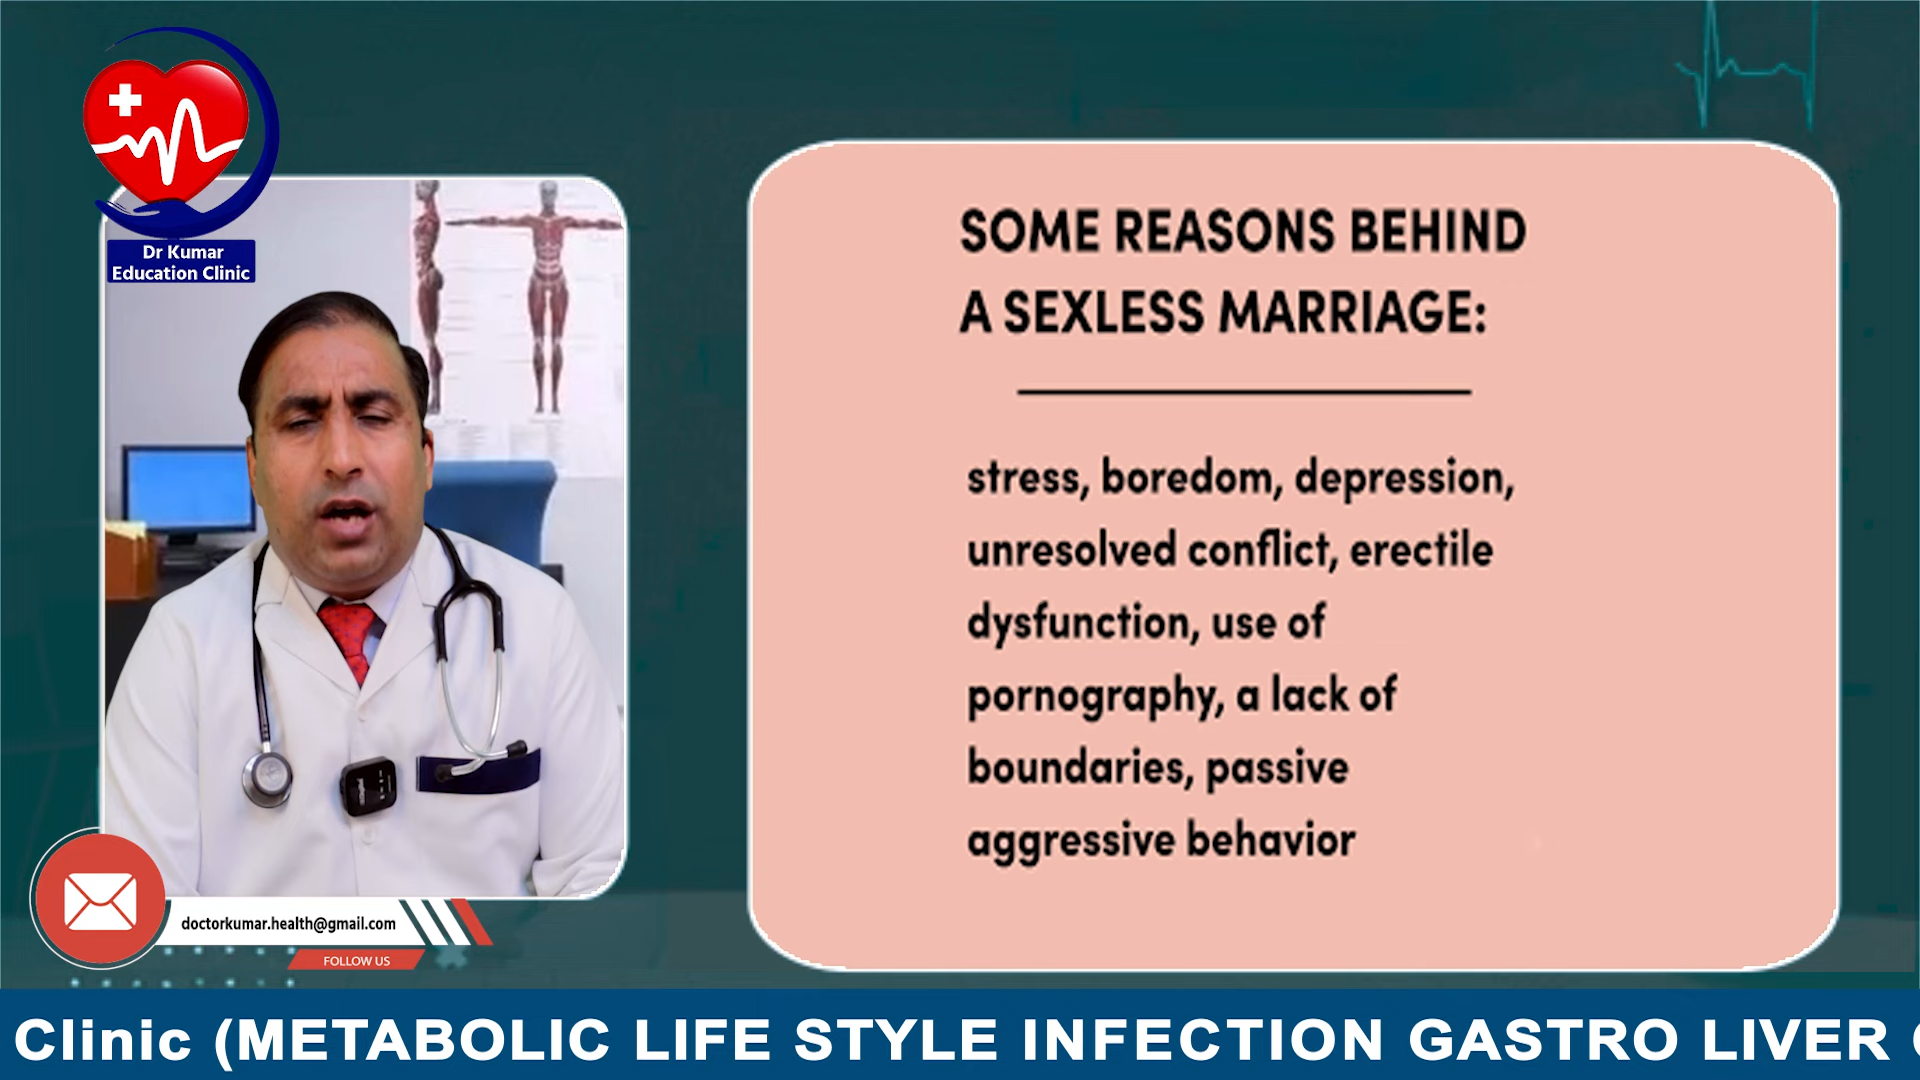 Dr Kumar
Education Clinic
SOME REASONS BEHIND
A SEXLESS MARRIAGE:
stress, boredom, depression,
unresolved conflict, erectile
dysfunction, use of
pornography, a lack of
boundaries, passive
aggressive behavior
doctorkumar.health@gmail.com
FOLLOW US
Clinic (METABOLIC LIFE STYLE INFECTION GASTRO LIVER